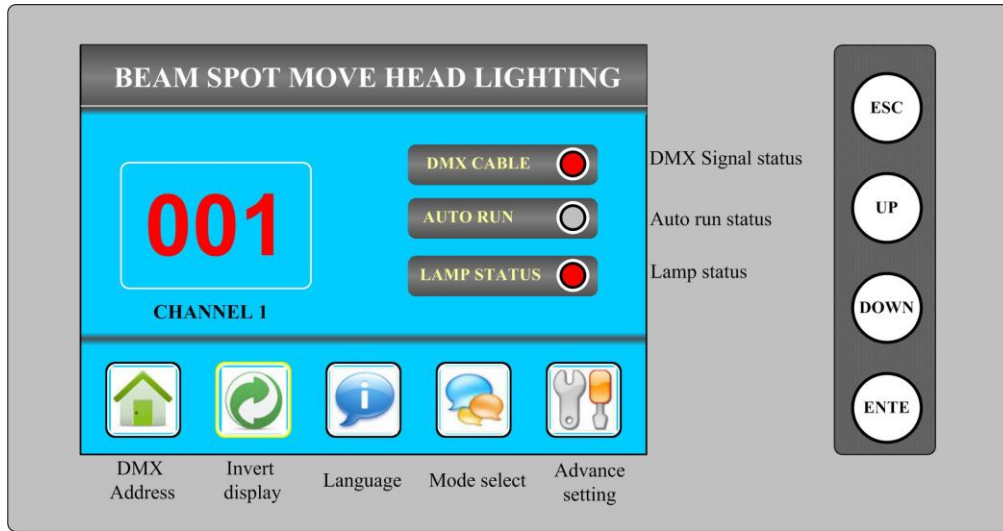 BEAM SPOT MOVE HEAD LIGHTING
ESC
DMX CABLE
DMX Signal status
001
AUTO RUN
Auto run status
UP
LAMP STATUS
Lamp status
CHANNEL 1
DOWN
ENTE
DMX
Address
Invert
display
Language
Mode select
Advance
setting